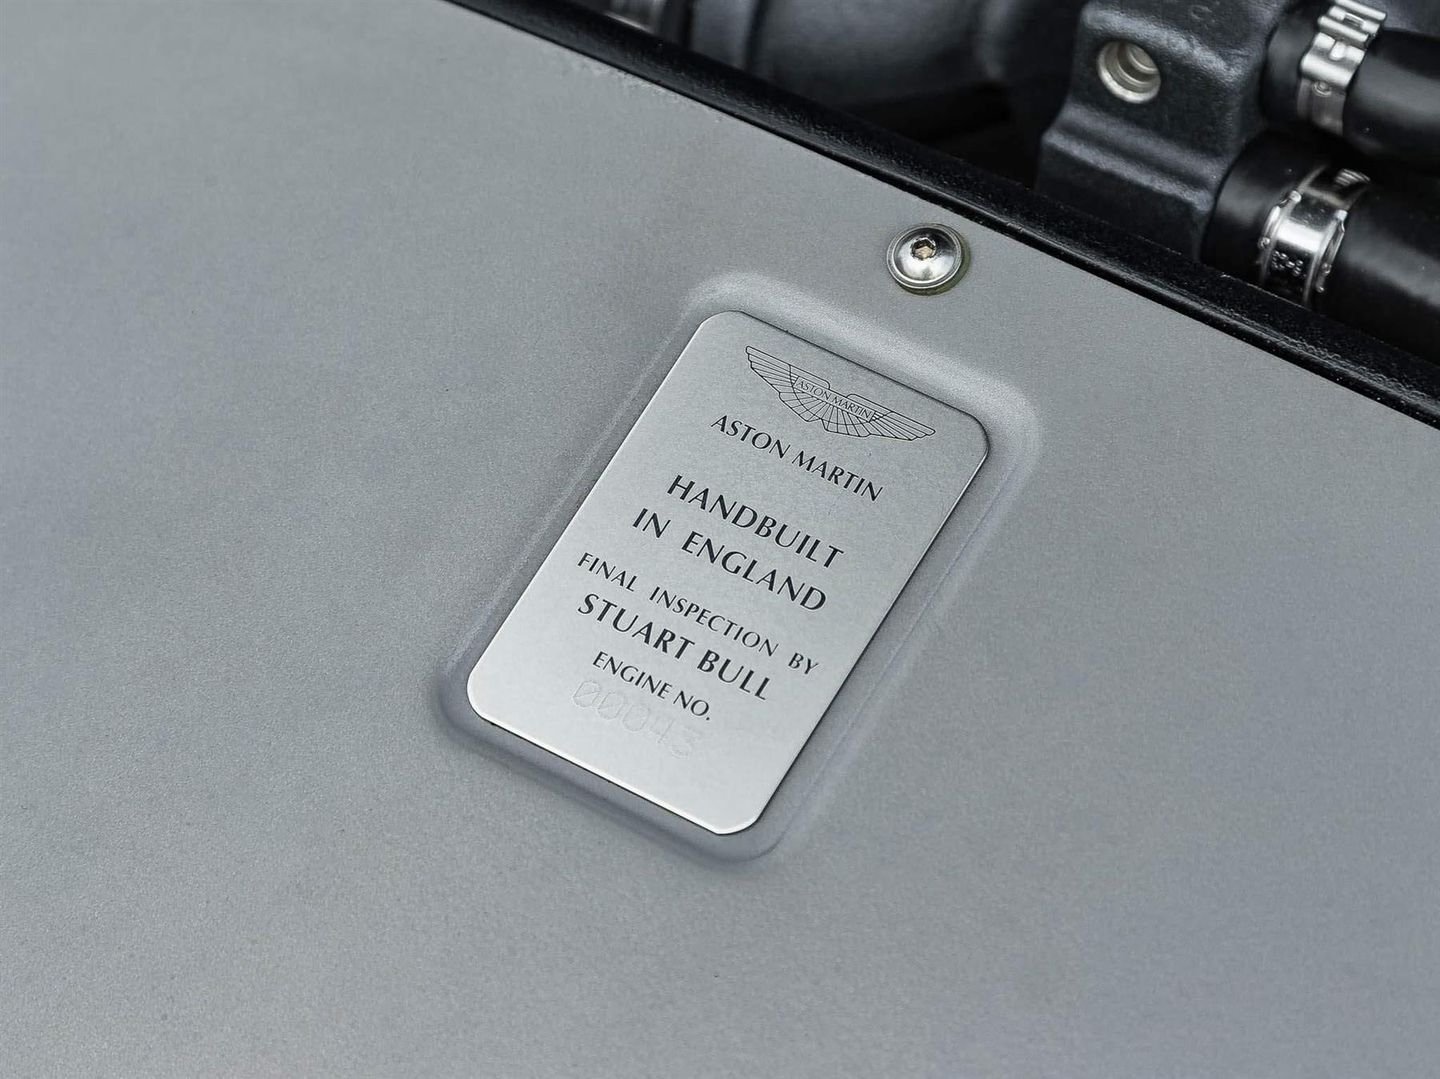 ASTON MARTIN
ASTON MARTIN
HANDBUILT
IN ENGLAND
FINAL INSPECTION BY
STUART BULL
ENGINE NO.
00043